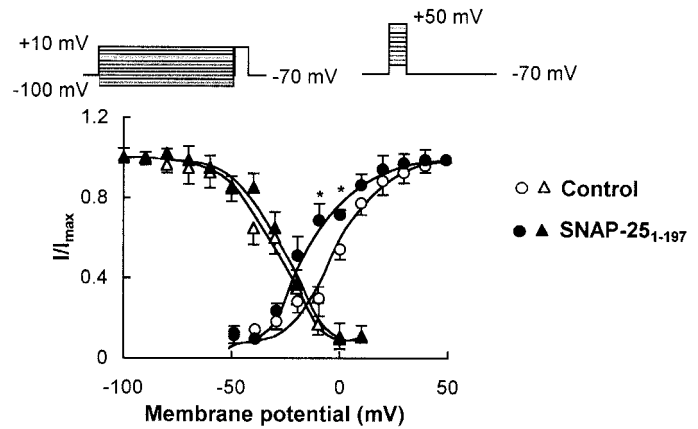 +10 mV
-100 mV
-70 mV
+50 mV
-70 mV
1.2
0.8
0.4
0
I/Imax
* *
-100 -50 0 50
Membrane potential (mV)
Control
SNAP-251-197